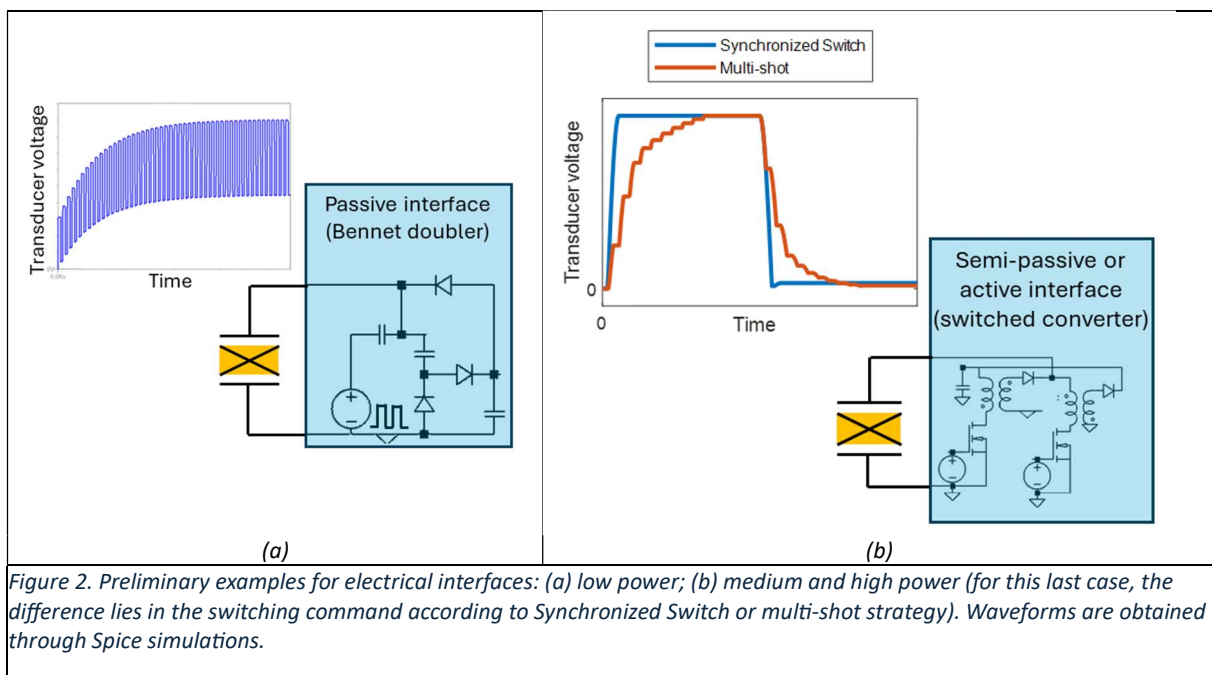 Transducer voltage
0V
0.0ms
Time
Passive interface
(Bennet doubler)
(a)
Synchronized Switch
Multi-shot
Transducer voltage
0
0
Time
Semi-passive or
active interface
(switched converter)
(b)
Figure 2. Preliminary examples for electrical interfaces: (a) low power; (b) medium and high power (for this last case, the
difference lies in the switching command according to Synchronized Switch or multi-shot strategy). Waveforms are obtained
through Spice simulations.